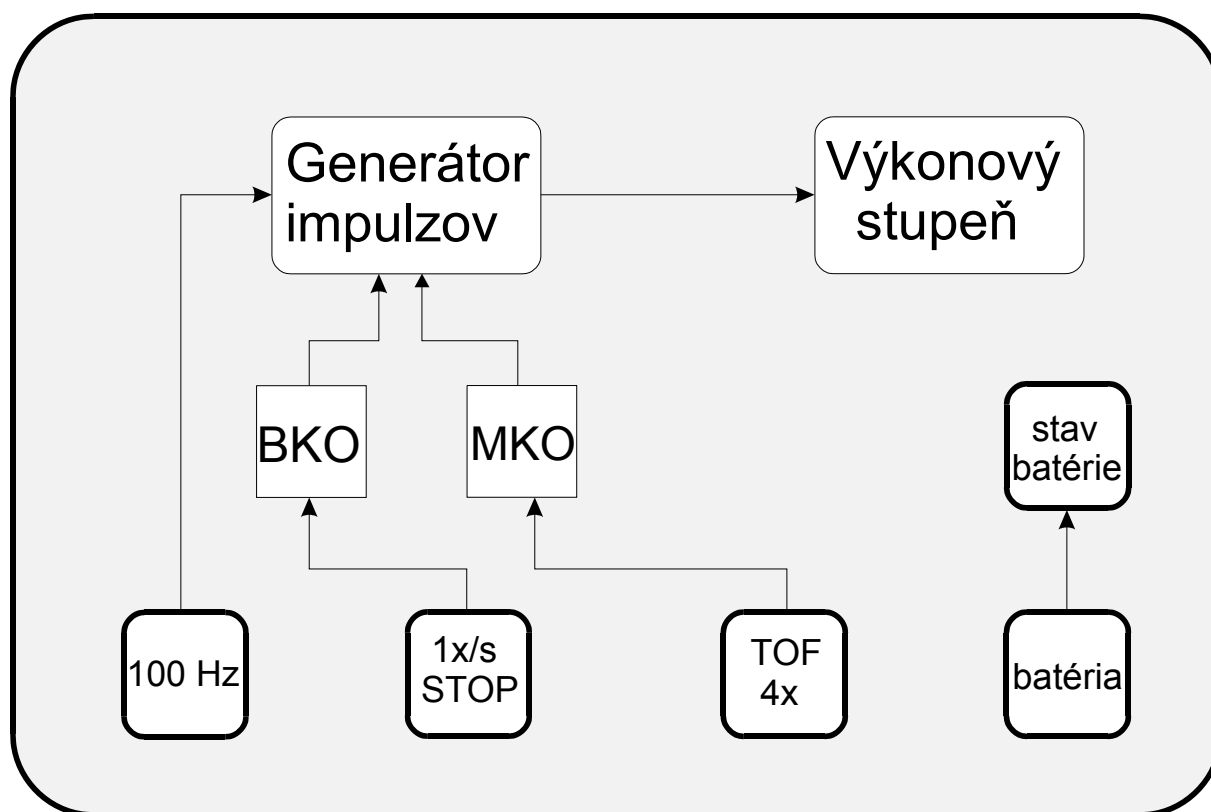 Generátor
impulzov
Výkonový
stupeň
BKO
MKO
stav
batérie
100 Hz
1x/s
STOP
TOF
4x
batéria